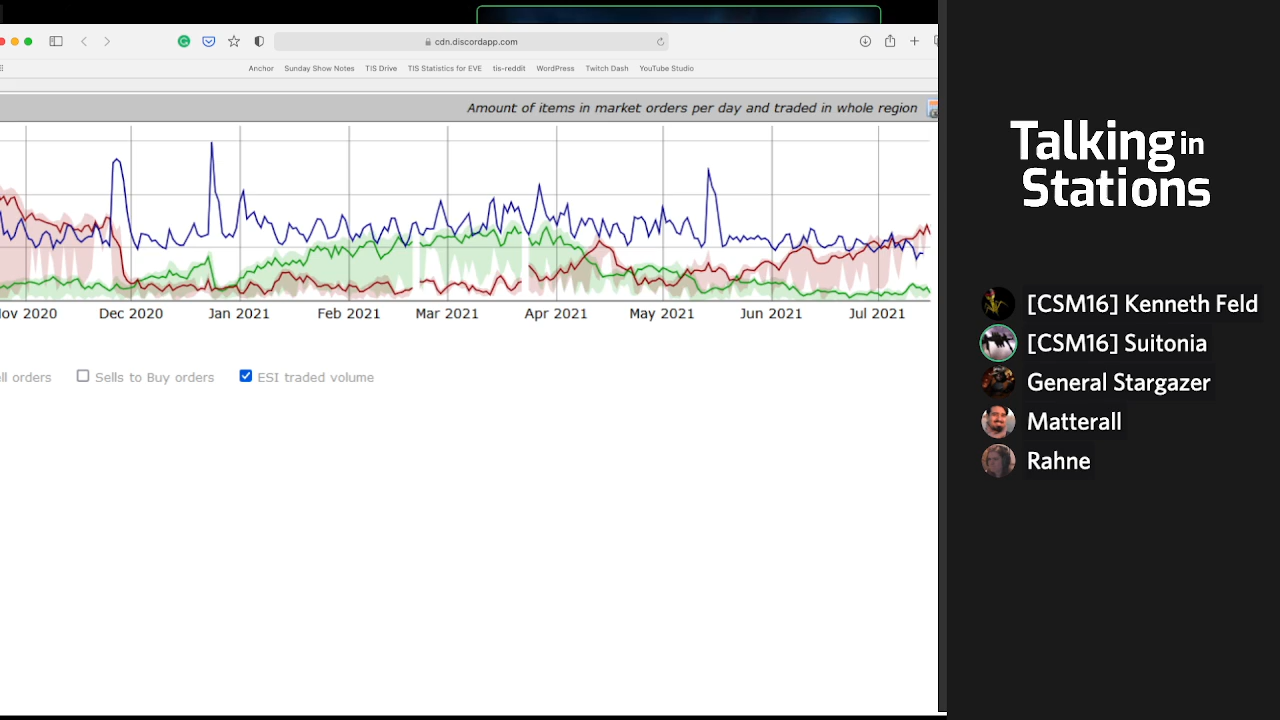 cdn.discordapp.com
Anchor Sunday Show Notes TIS Drive TIS Statistics for EVE tis-reddit WordPress Twitch Dash YouTube Studio
Amount of items in market orders per day and traded in whole region
ov 2020 Dec 2020 Jan 2021 Feb 2021 Mar 2021 Apr 2021 May 2021 Jun 2021 Jul 2021
ll orders Sells to Buy orders ESI traded volume
Talking in
Stations
[CSM16] Kenneth Feld
[CSM16] Suitonia
General Stargazer
Matterall
Rahne